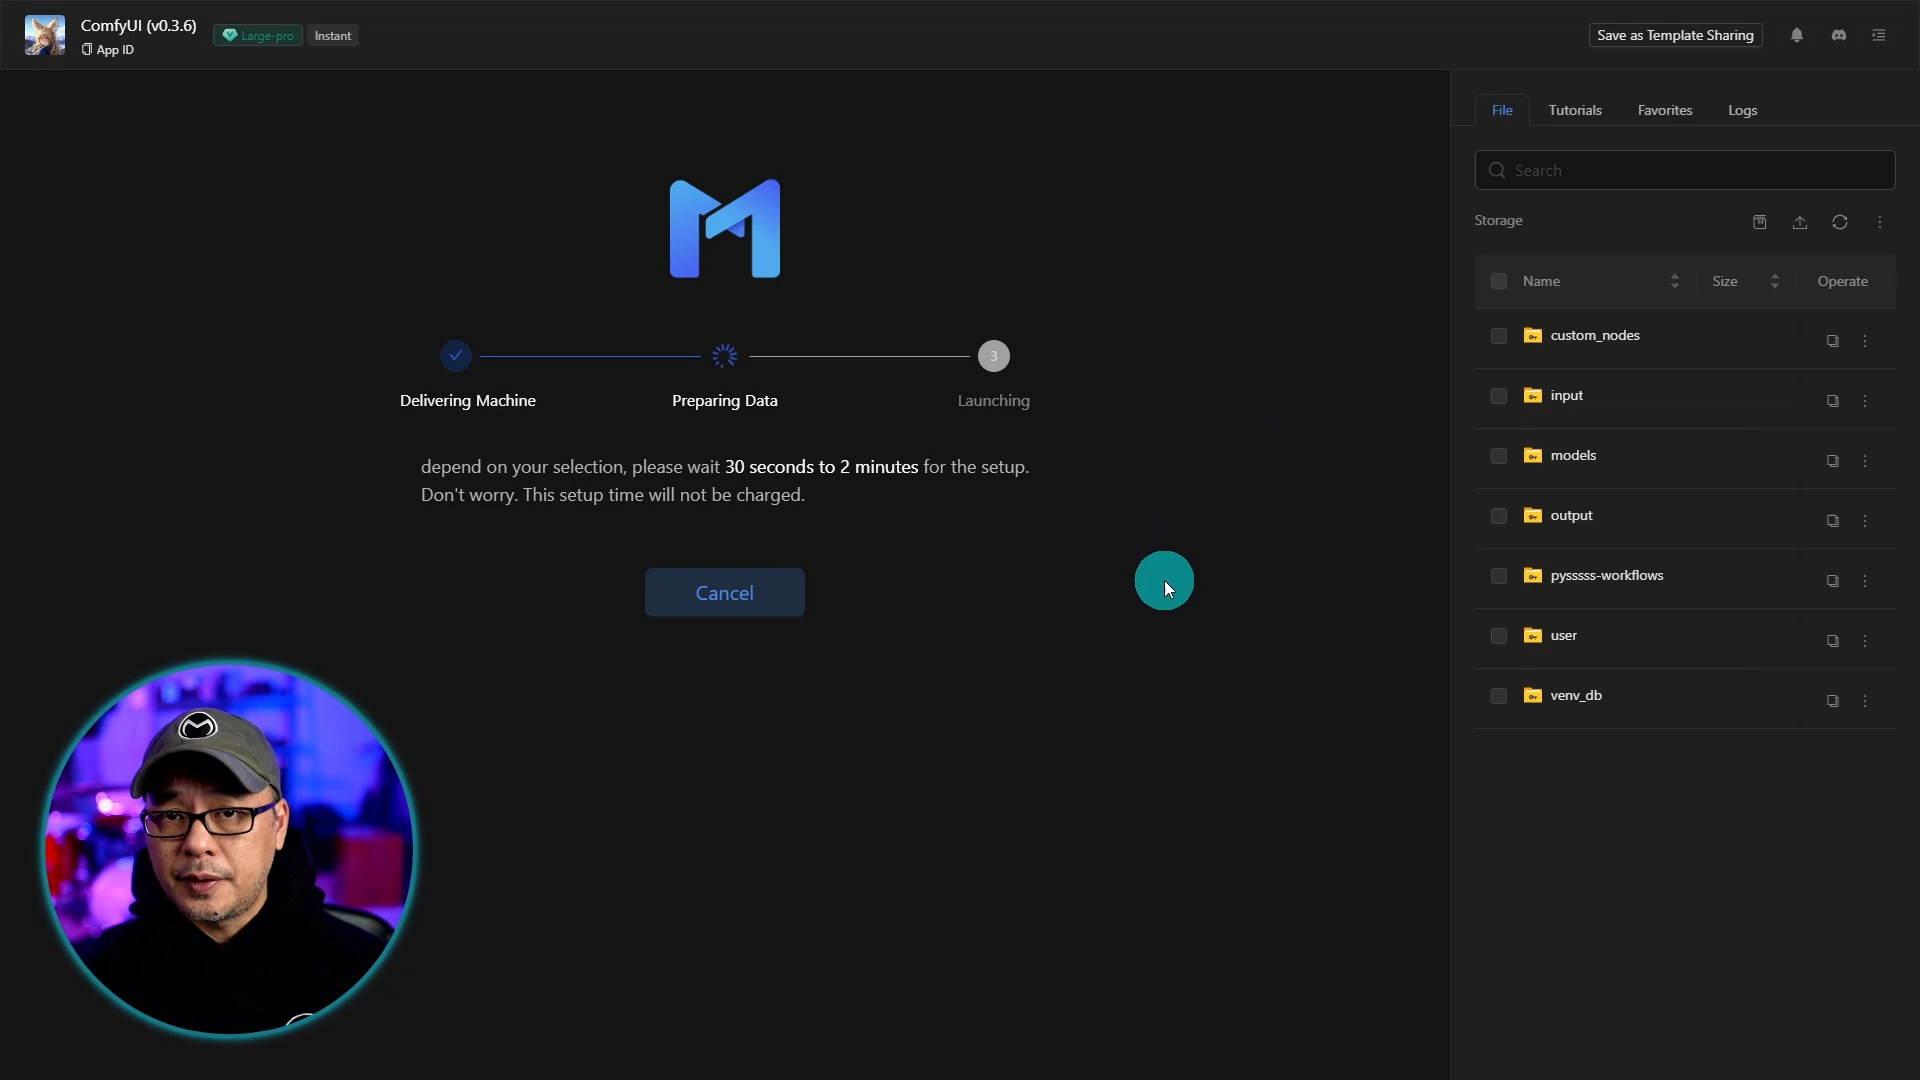 ComfyUI (v0.3.6)
App ID
Large-pro
Instant
Save as Template Sharing
Delivering Machine
Preparing Data
3
Launching
depend on your selection, please wait 30 seconds to 2 minutes for the setup.
Don't worry. This setup time will not be charged.
Cancel
File
Tutorials
Favorites
Logs
Search
Storage
Name
Size
Operate
custom_nodes
input
models
output
pysssss-workflows
user
venv_db